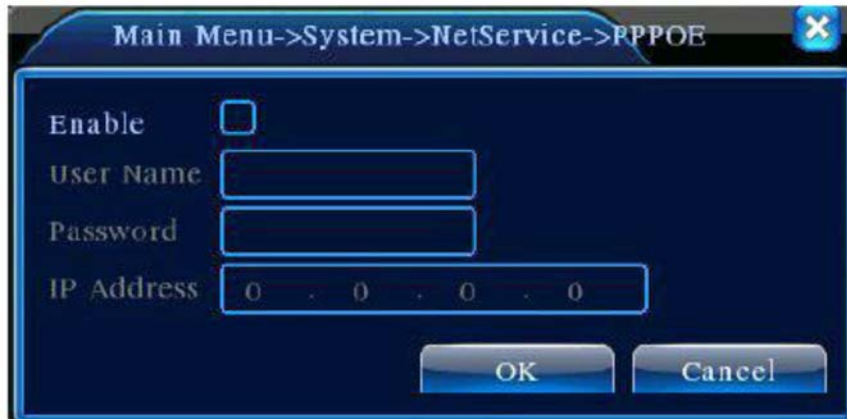 Main Menu->System->NetService->PPPOE
Enable
User Name
Password
IP Address 0 . 0 . 0 . 0
OK Cancel